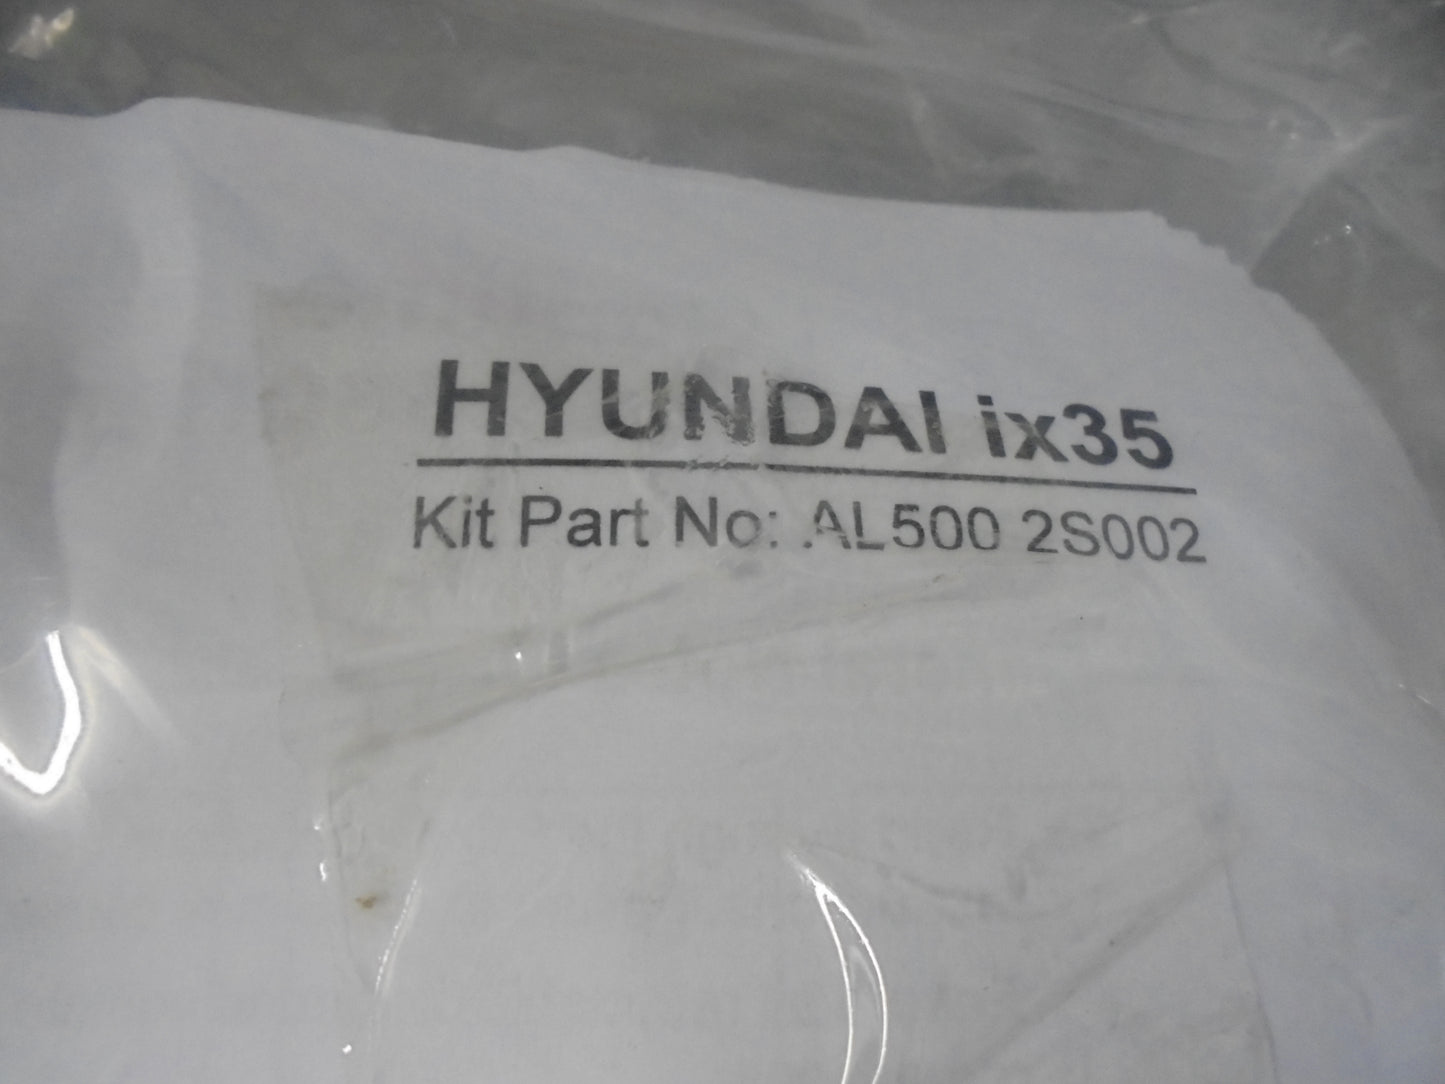 HYUNDAI ix35
Kit Part No: AL500 2S002